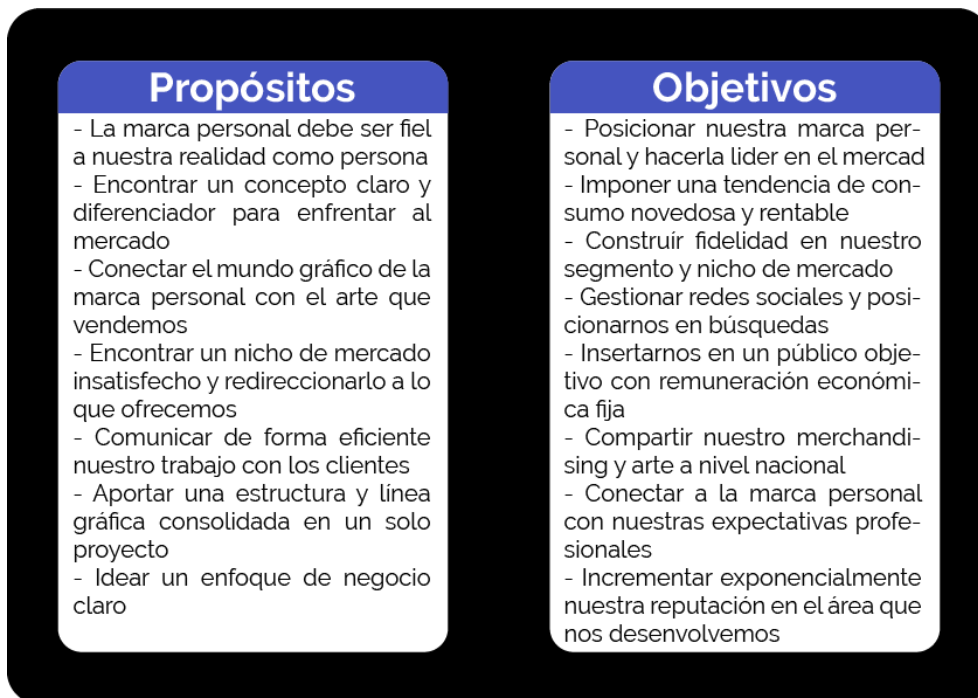 Propósitos
- La marca personal debe ser fiel
a nuestra realidad como persona
- Encontrar un concepto claro y
diferenciador para enfrentar al
mercado
- Conectar el mundo gráfico de la
marca personal con el arte que
vendemos
- Encontrar un nicho de mercado
insatisfecho y redireccionarlo a lo
que ofrecemos
- Comunicar de forma eficiente
nuestro trabajo con los clientes
- Aportar una estructura y línea
gráfica consolidada en un solo
proyecto
- Idear un enfoque de negocio
claro
Objetivos
- Posicionar nuestra marca per-
sonal y hacerla lider en el mercad
- Imponer una tendencia de con-
sumo novedosa y rentable
- Construír fidelidad en nuestro
segmento y nicho de mercado
- Gestionar redes sociales y posi-
cionarnos en búsquedas
- Insertarnos en un público obje-
tivo con remuneración económi-
ca fija
- Compartir nuestro merchandi-
sing y arte a nivel nacional
- Conectar a la marca personal
con nuestras expectativas profe-
sionales
- Incrementar exponencialmente
nuestra reputación en el área que
nos desenvolvemos